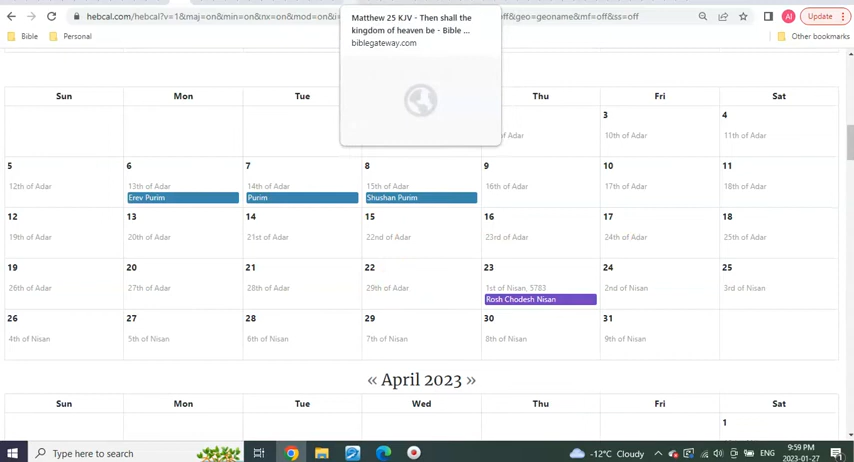 hebcal.com/hebcal?v=1&maj=on&min=on&nx=on&mod=on&i
ff&geo=geoname&mf=off&ss=off
AI
Update
Bible
Personal
Other bookmarks
Matthew 25 KJV - Then shall the
kingdom of heaven be - Bible ...
biblegateway.com
Sun Mon Tue Thu Fri Sat
3 4
of Adar 10th of Adar 11th of Adar
5 6 7 8 9 10 11
12th of Adar 13th of Adar 14th of Adar 15th of Adar 16th of Adar 17th of Adar 18th of Adar
Erev Purim Purim Shushan Purim
12 13 14 15 16 17 18
19th of Adar 20th of Adar 21st of Adar 22nd of Adar 23rd of Adar 24th of Adar 25th of Adar
19 20 21 22 23 24 25
26th of Adar 27th of Adar 28th of Adar 29th of Adar 1st of Nisan, 5783 2nd of Nisan 3rd of Nisan
Rosh Chodesh Nisan
26 27 28 29 30 31
4th of Nisan 5th of Nisan 6th of Nisan 7th of Nisan 8th of Nisan 9th of Nisan
« April 2023 »
Sun Mon Tue Wed Thu Fri Sat
1
Type here to search
-12°C Cloudy
ENG
9:59 PM
2023-01-27